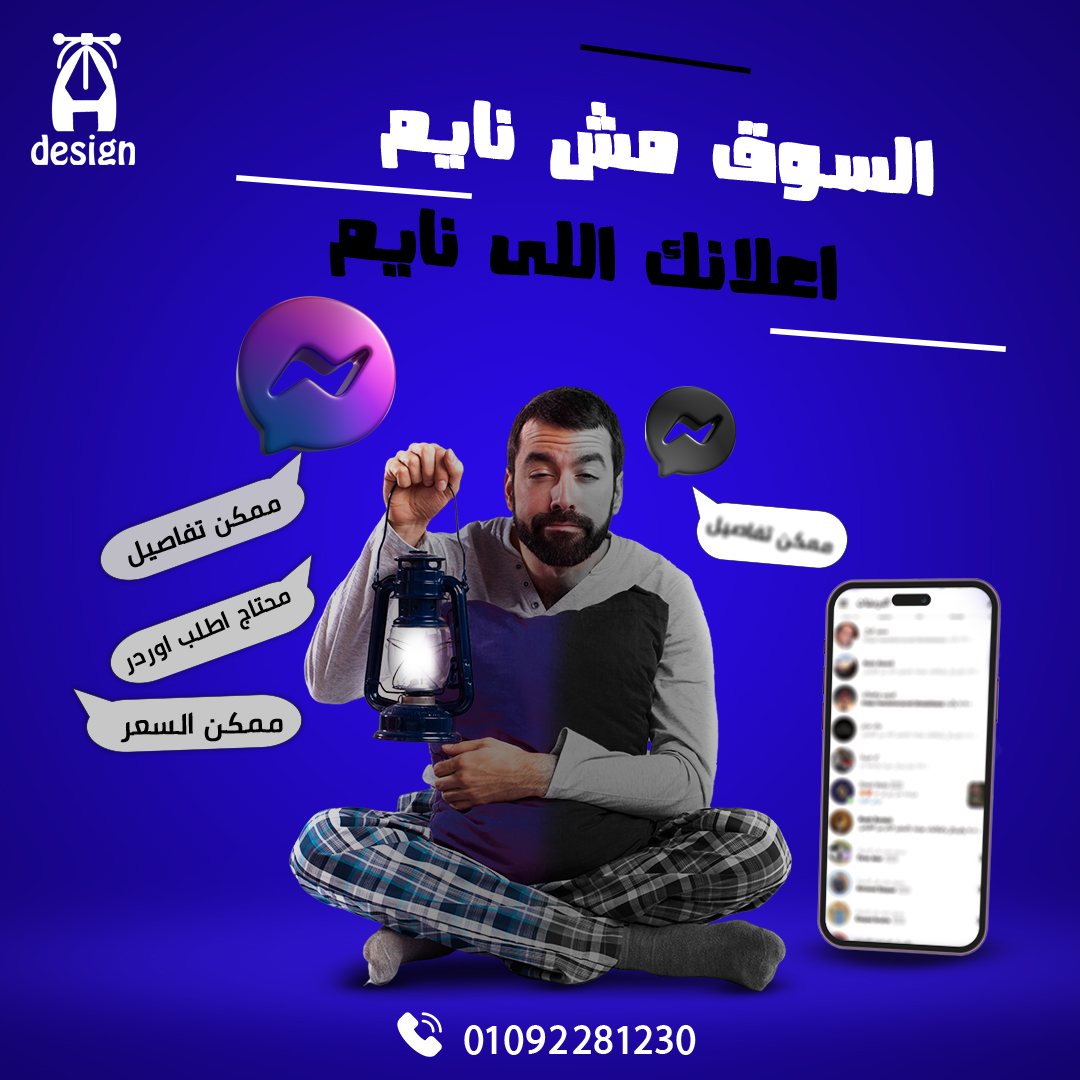 design
السوق مش نايم
اعلانك اللى نايم
ممكن تفاصيل
ممكن تفاصيل
محتاج اطلب اوردر
ممكن السعر
01092281230